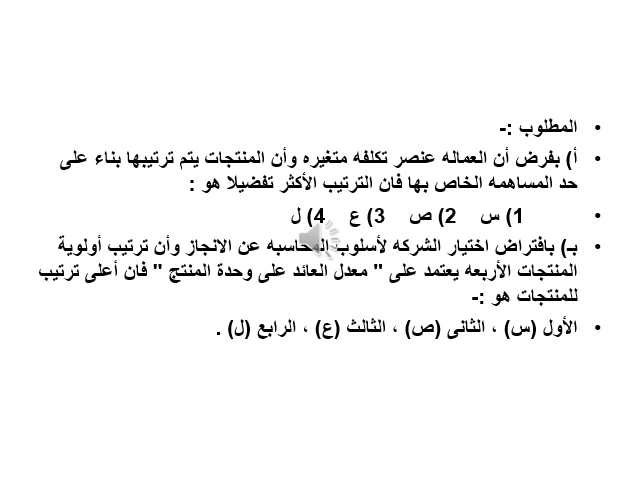 • المطلوب :-
• أ) بفرض أن العماله عنصر تكلفه متغيره وأن المنتجات يتم ترتيبها بناء على
حد المساهمه الخاص بها فان الترتيب الأكثر تفضيلا هو :
• 1) س 2) ص 3) ع 4) ل
• بـ) بافتراض اختيار الشركه لأسلوب المحاسبه عن الانجاز وأن ترتيب أولوية
المنتجات الأربعه يعتمد على " معدل العائد على وحدة المنتج " فان أعلى ترتيب
للمنتجات هو :-
• الأول (س) ، الثانى (ص) ، الثالث (ع) ، الرابع (ل) .